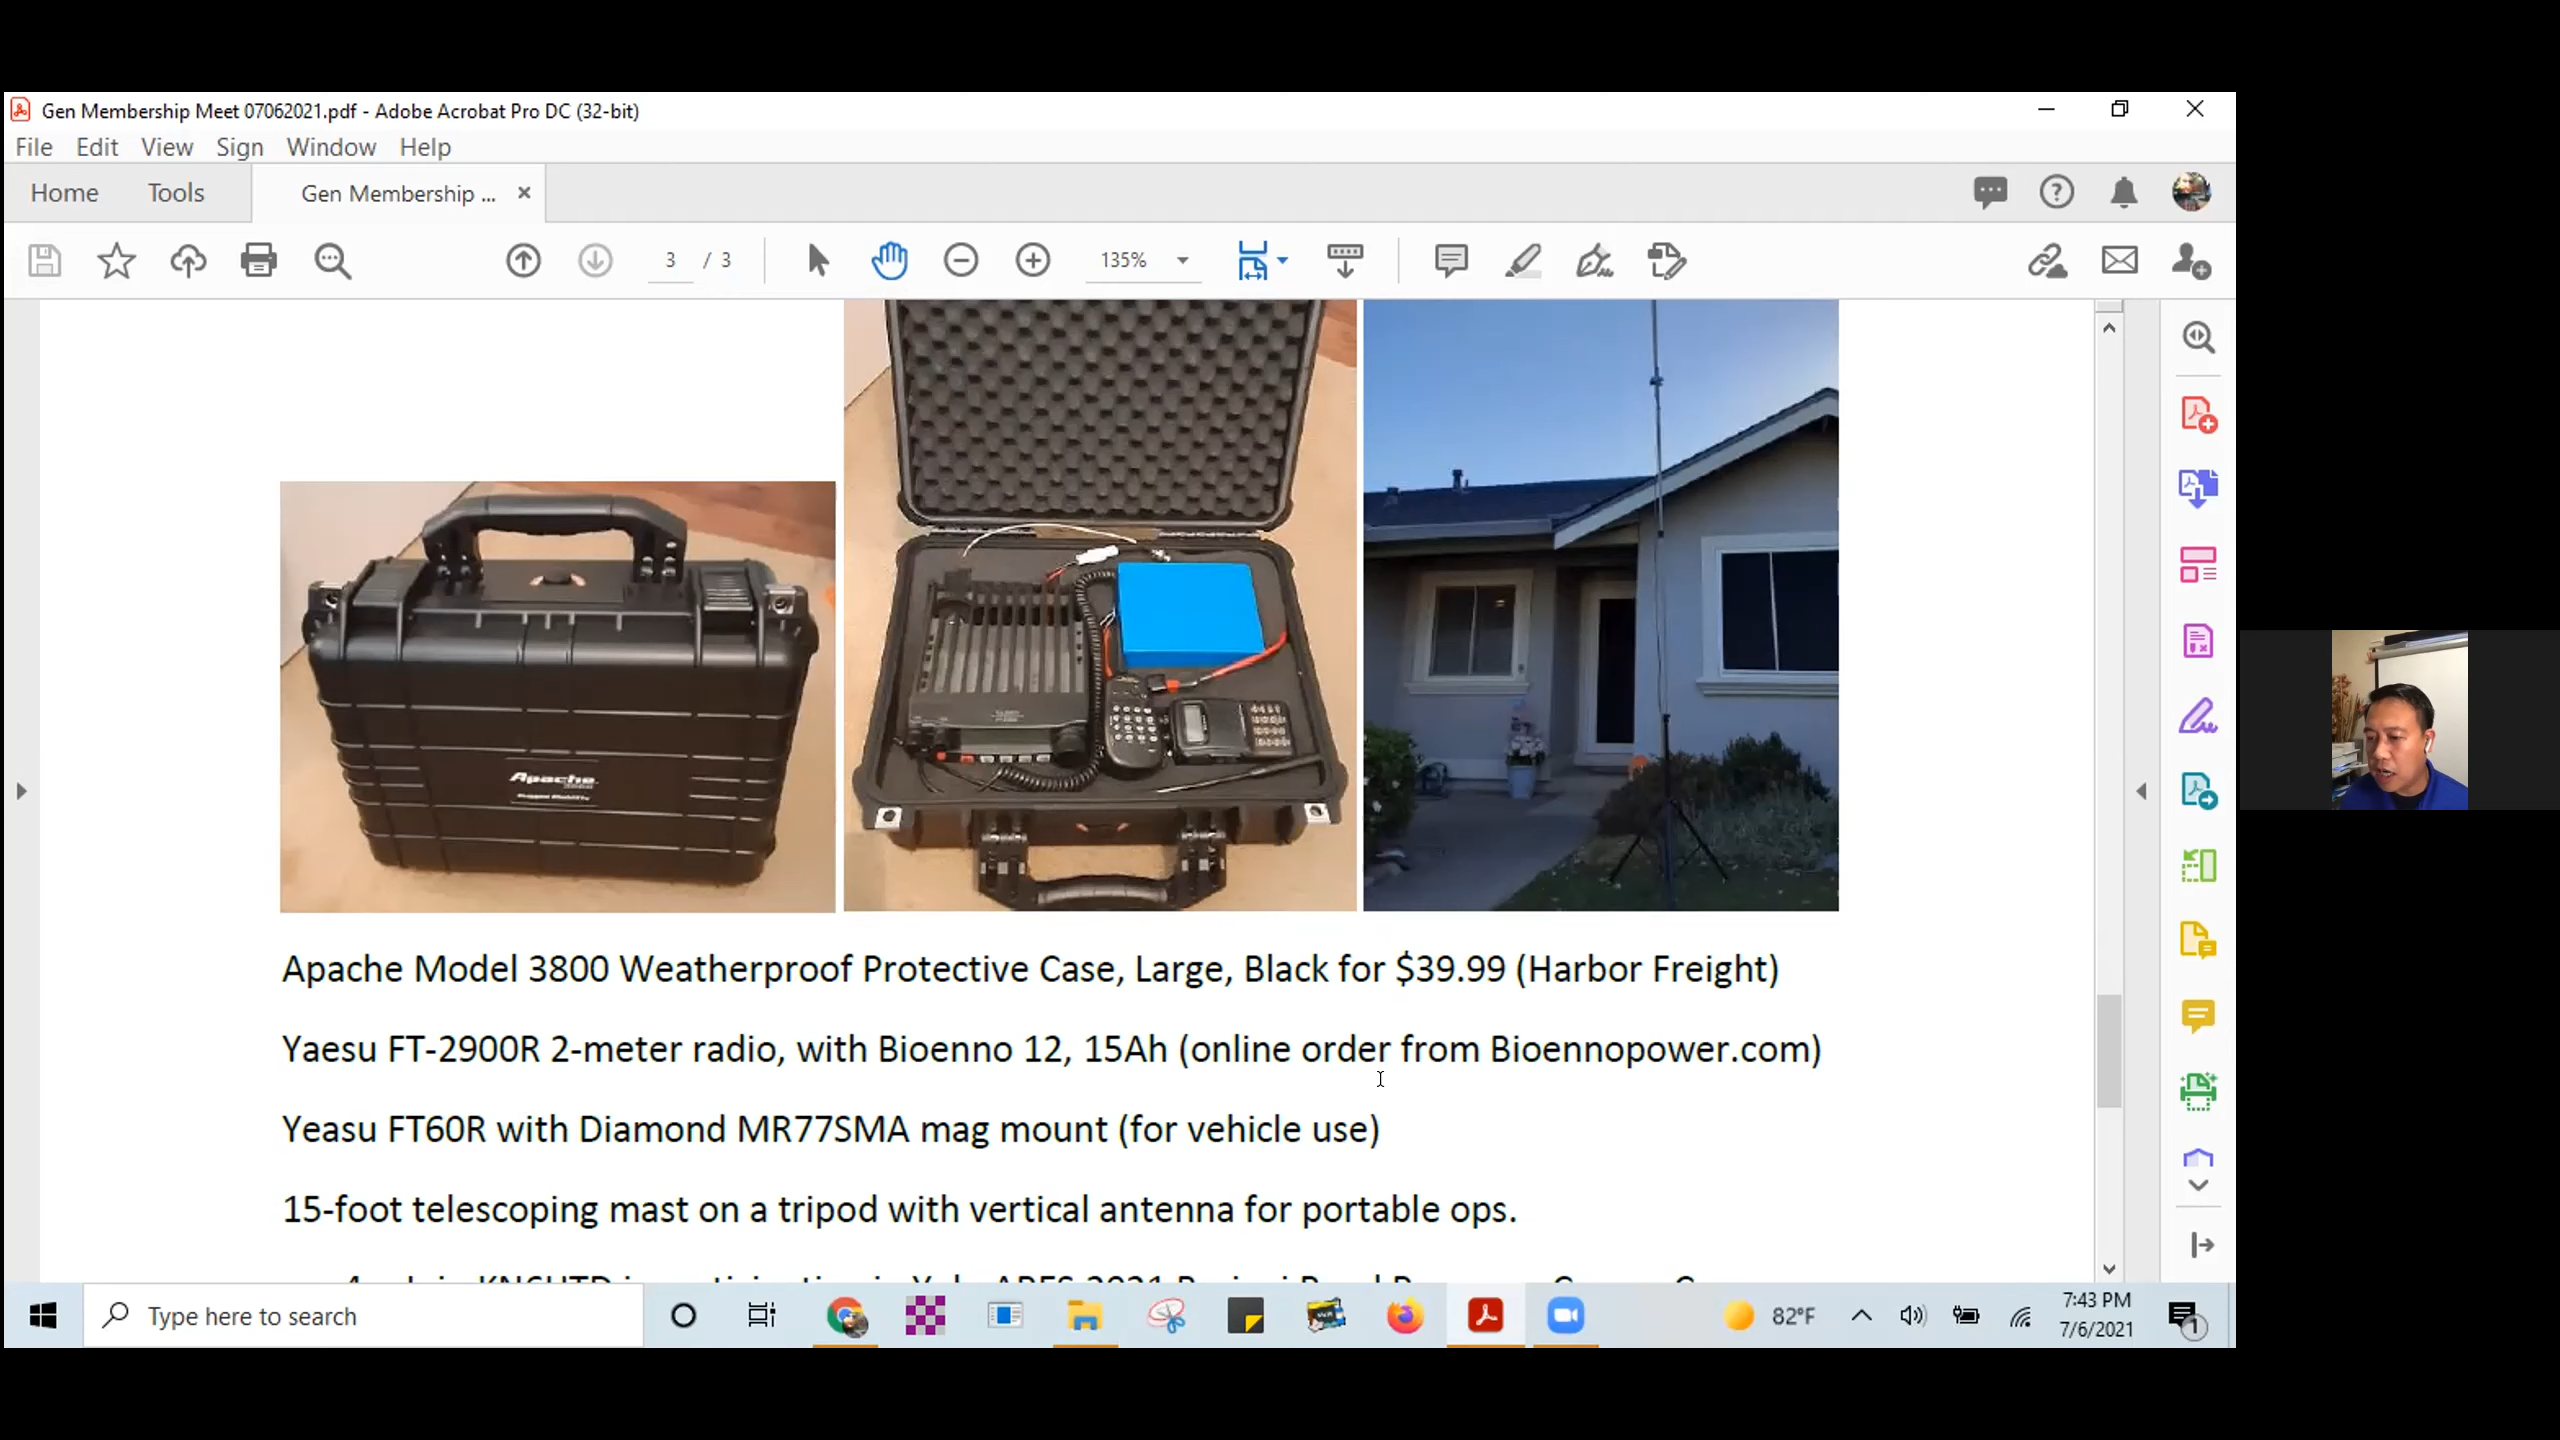 Gen Membership Meet 07062021.pdf - Adobe Acrobat Pro DC (32-bit)
File Edit View Sign Window Help
Home Tools Gen Membership ... ×
3 / 3 135%
Apache
Apache Model 3800 Weatherproof Protective Case, Large, Black for $39.99 (Harbor Freight)
Yaesu FT-2900R 2-meter radio, with Bioenno 12, 15Ah (online order from Bioennopower.com)
Yeasu FT60R with Diamond MR77SMA mag mount (for vehicle use)
15-foot telescoping mast on a tripod with vertical antenna for portable ops.
Type here to search
82°F
7:43 PM
7/6/2021
1